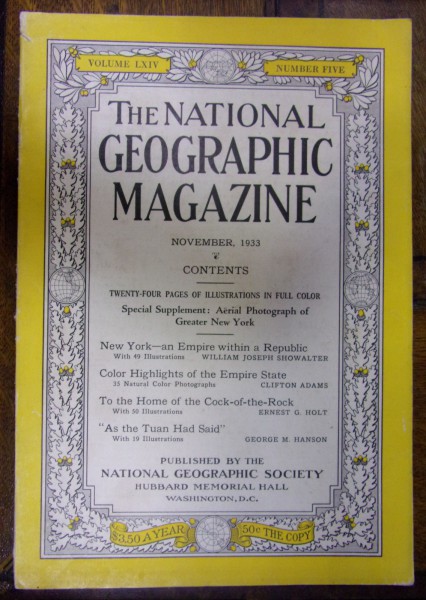 VOLUME LXIV
NUMBER FIVE
THE NATIONAL
GEOGRAPHIC
MAGAZINE
NOVEMBER, 1933
CONTENTS
TWENTY-FOUR PAGES OF ILLUSTRATIONS IN FULL COLOR
Special Supplement: Aërial Photograph of
Greater New York
New York—an Empire within a Republic
With 49 Illustrations WILLIAM JOSEPH SHOWALTER
Color Highlights of the Empire State
35 Natural Color Photographs CLIFTON ADAMS
To the Home of the Cock-of-the-Rock
With 50 Illustrations ERNEST G. HOLT
"As the Tuan Had Said"
With 19 Illustrations GEORGE M. HANSON
PUBLISHED BY THE
NATIONAL GEOGRAPHIC SOCIETY
HUBBARD MEMORIAL HALL
WASHINGTON, D.C.
$3.50 A YEAR
50¢ THE COPY